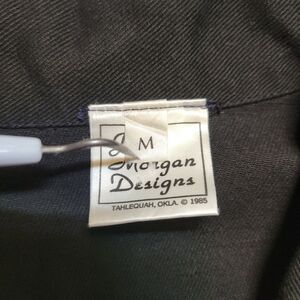 M
Morgan
Designs
TAHLEQUAH, OKLA. © 1985